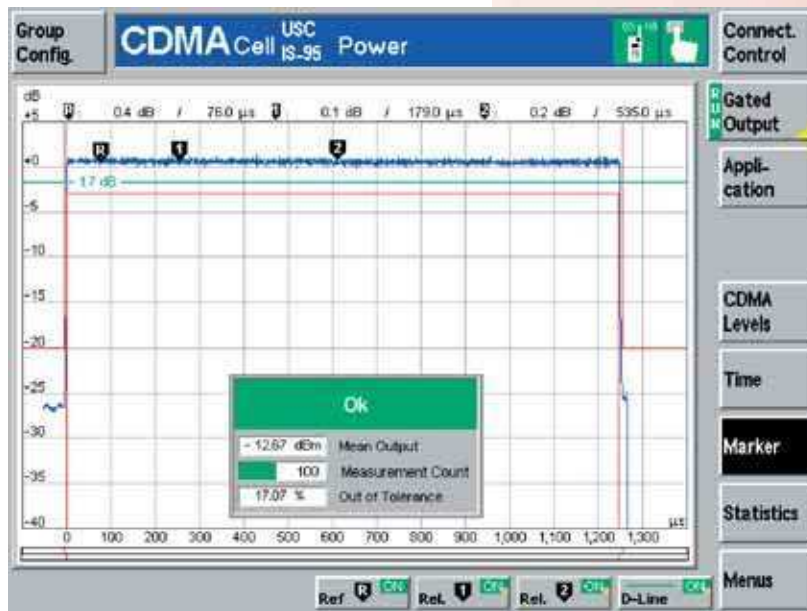 Group
Config.
CDMA Cell USC
IS-95 Power
Connect.
Control
RUN
Gated
Output
Appli-
cation
CDMA
Levels
Time
Marker
Statistics
Menus
dB
+5
R 0.4 dB / 76.0 µs 1 0.1 dB / 179.0 µs 2 0.2 dB / 535.0 µs
R 1 2
+0
- 1.7 dB
-5
-10
-15
-20
-25
-30
-35
-40
Ok
- 12.67 dBm Mean Output
100 Measurement Count
17.07 % Out of Tolerance
µs
0 100 200 300 400 500 600 700 800 900 1,000 1,100 1,200 1,300
Ref R ON
Rel. 1 ON
Rel. 2 ON
D-Line ON